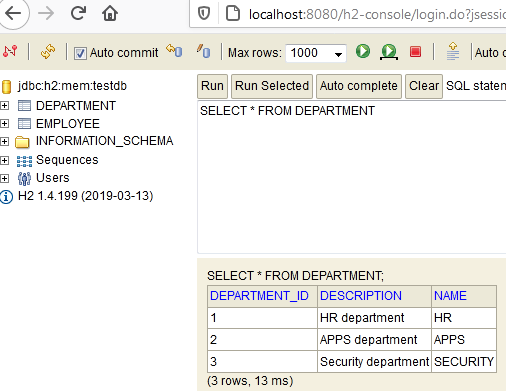 localhost:8080/h2-console/login.do?jsessic
Auto commit Max rows: 1000 Auto c
jdbc:h2:mem:testdb
DEPARTMENT
EMPLOYEE
INFORMATION_SCHEMA
Sequences
Users
H2 1.4.199 (2019-03-13)
Run Run Selected Auto complete Clear SQL statem
SELECT * FROM DEPARTMENT
SELECT * FROM DEPARTMENT;
DEPARTMENT_ID DESCRIPTION NAME
1 HR department HR
2 APPS department APPS
3 Security department SECURITY
(3 rows, 13 ms)